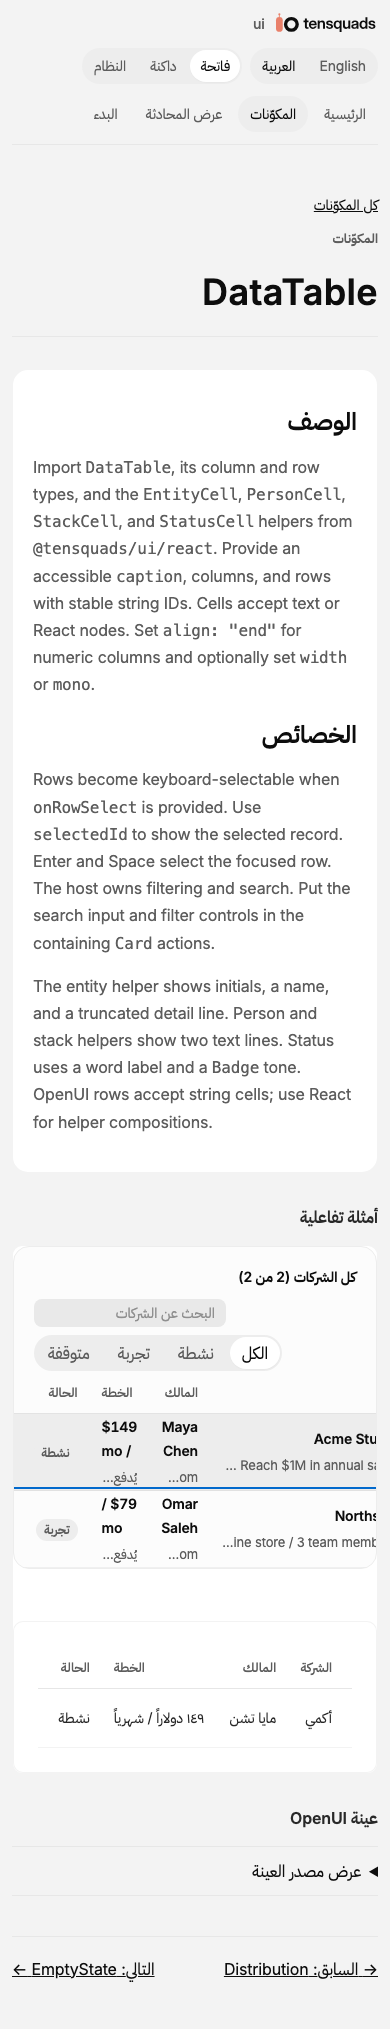 tensquads ui
English العربية فاتحة داكنة النظام
الرئيسية المكوّنات عرض المحادثة البدء
كل المكوّنات
المكوّنات
DataTable
الوصف
Import DataTable, its column and row
types, and the EntityCell, PersonCell,
StackCell, and StatusCell helpers from
@tensquads/ui/react. Provide an
accessible caption, columns, and rows
with stable string IDs. Cells accept text or
React nodes. Set align: "end" for
numeric columns and optionally set width
or mono.
الخصائص
Rows become keyboard-selectable when
onRowSelect is provided. Use
selectedId to show the selected record.
Enter and Space select the focused row.
The host owns filtering and search. Put the
search input and filter controls in the
containing Card actions.
The entity helper shows initials, a name,
and a truncated detail line. Person and
stack helpers show two text lines. Status
uses a word label and a Badge tone.
OpenUI rows accept string cells; use React
for helper compositions.
أمثلة تفاعلية
كل الشركات (2 من 2)
البحث عن الشركات
الكل نشطة تجربة متوقفة
المالك الخطة الحالة
Acme Stu
Reach $1M in annual sa ...
Maya
Chen
...om
$149
/ mo
يُدفع...
نشطة
Norths
...ine store / 3 team memb
Omar
Saleh
...om
$79 /
mo
يُدفع...
تجربة
الشركة المالك الخطة الحالة
أكمي مايا تشن ١٤٩ دولاراً / شهرياً نشطة
عينة OpenUI
◀ عرض مصدر العينة
→ السابق: Distribution
التالي: EmptyState ←